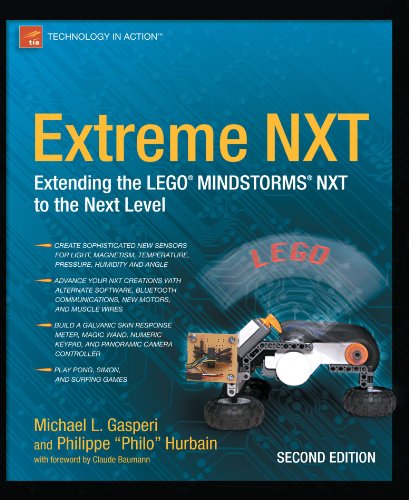 tia
TECHNOLOGY IN ACTION™
Extreme NXT
Extending the LEGO® MINDSTORMS® NXT
to the Next Level
CREATE SOPHISTICATED NEW SENSORS
FOR LIGHT, MAGNETISM, TEMPERATURE,
PRESSURE, HUMIDITY AND ANGLE
ADVANCE YOUR NXT CREATIONS WITH
ALTERNATE SOFTWARE, BLUETOOTH
COMMUNICATIONS, NEW MOTORS,
AND MUSCLE WIRES
BUILD A GALVANIC SKIN RESPONSE
METER, MAGIC WAND, NUMERIC
KEYPAD, AND PANORAMIC CAMERA
CONTROLLER
PLAY PONG, SIMON,
AND SURFING GAMES
LEGO
Michael L. Gasperi
and Philippe "Philo" Hurbain
with foreword by Claude Baumann
SECOND EDITION